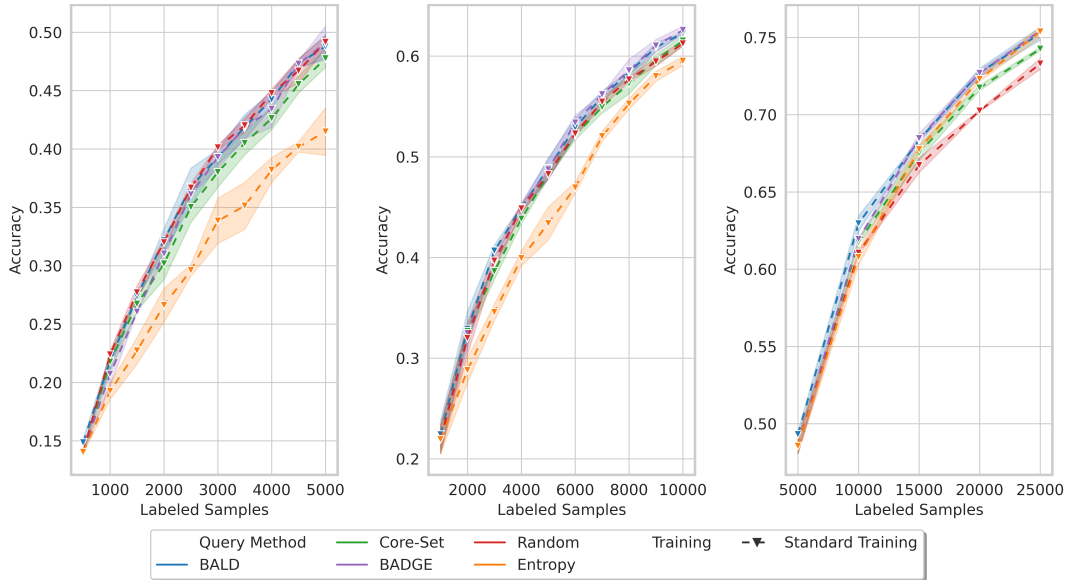 0.50
0.45
0.40
0.35
0.30
0.25
0.20
0.15
Accuracy
1000 2000 3000 4000 5000
Labeled Samples
0.6
0.5
0.4
0.3
0.2
Accuracy
2000 4000 6000 8000 10000
Labeled Samples
0.75
0.70
0.65
0.60
0.55
0.50
Accuracy
5000 10000 15000 20000 25000
Labeled Samples
Query Method Core-Set Random Training Standard Training
BALD BADGE Entropy